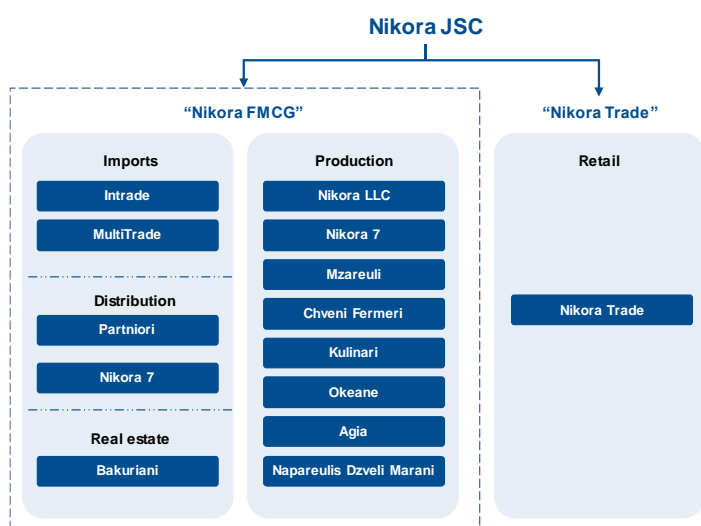 Nikora JSC
“Nikora FMCG”
“Nikora Trade”
Imports
Intrade
MultiTrade
Distribution
Partniori
Nikora 7
Real estate
Bakuriani
Production
Nikora LLC
Nikora 7
Mzareuli
Chveni Fermeri
Kulinari
Okeane
Agia
Napareulis Dzveli Marani
Retail
Nikora Trade